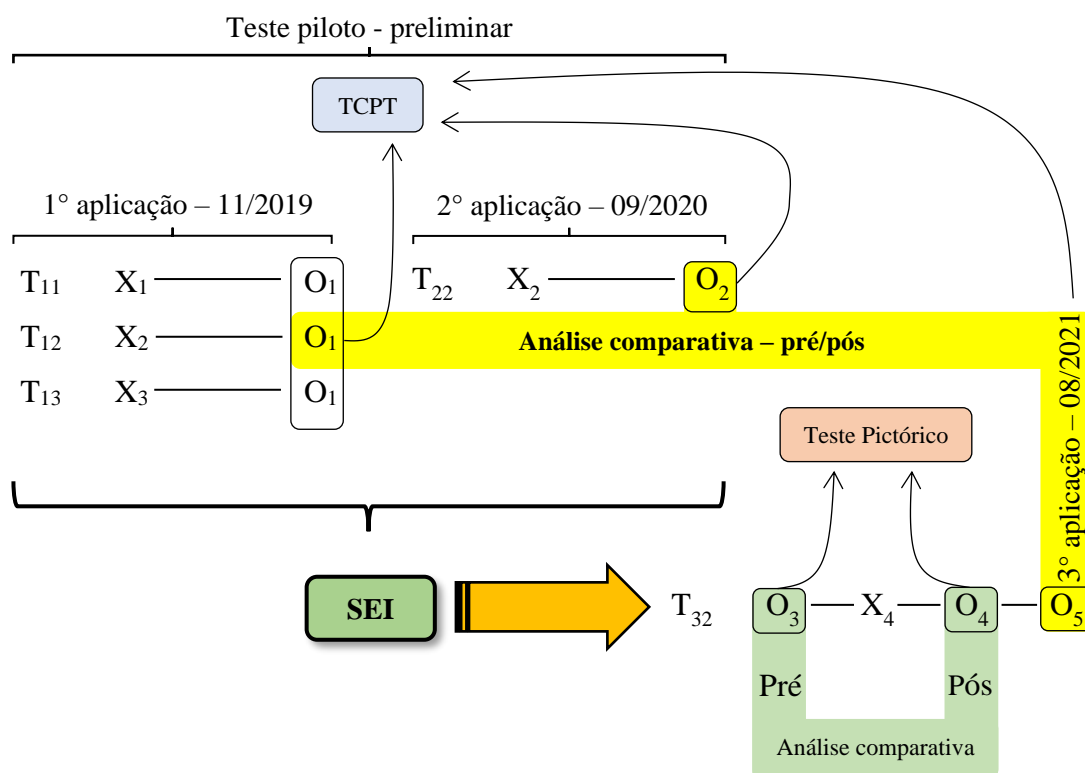 Teste piloto - preliminar
TCPT
1° aplicação – 11/2019
2° aplicação – 09/2020
T₁₁ X₁ O₁
T₂₂ X₂ O₂
T₁₂ X₂ O₁
Análise comparativa – pré/pós
T₁₃ X₃ O₁
3° aplicação – 08/2021
Teste Pictórico
SEI
T₃₂ O₃ X₄ O₄ O₅
Pré Pós
Análise comparativa